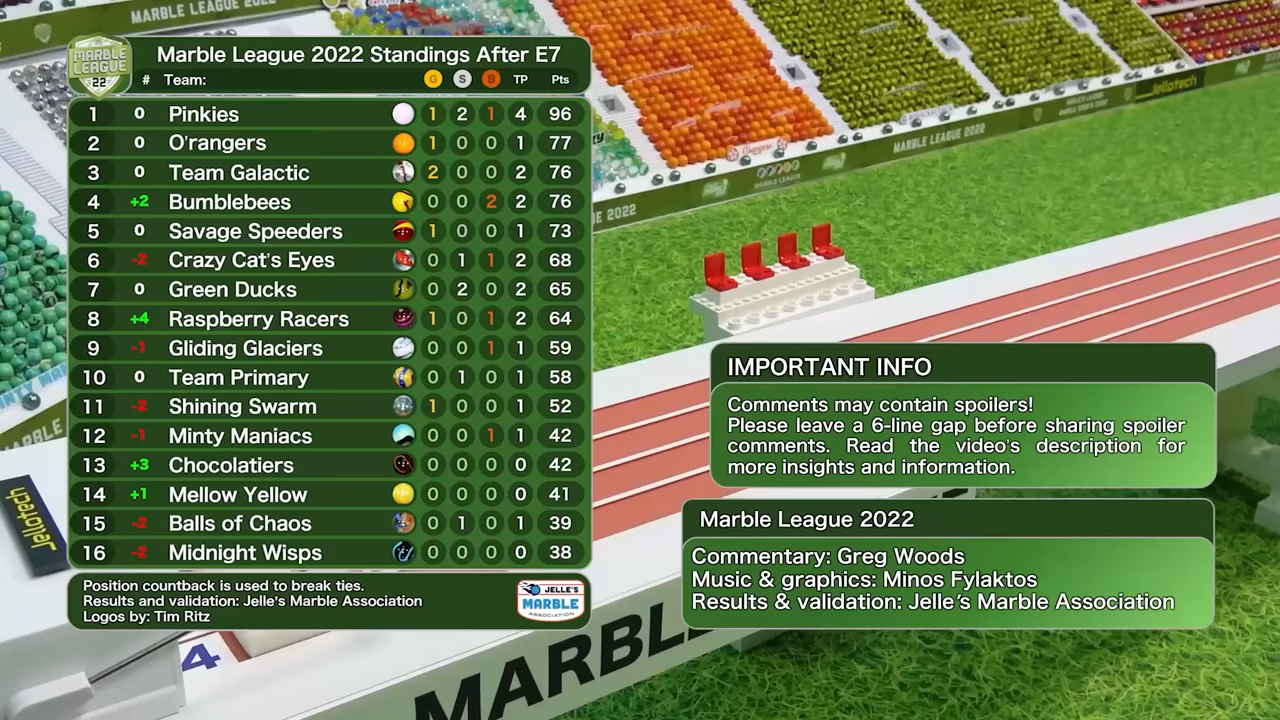 MARBLE LEAGUE 2022
MARBLE LEAGUE 22
Marble League 2022 Standings After E7
# Team: G S B TP Pts
1 0 Pinkies 1 2 1 4 96
2 0 O'rangers 1 0 0 1 77
3 0 Team Galactic 2 0 0 2 76
4 +2 Bumblebees 0 0 2 2 76
5 0 Savage Speeders 1 0 0 1 73
6 -2 Crazy Cat's Eyes 0 1 1 2 68
7 0 Green Ducks 0 2 0 2 65
8 +4 Raspberry Racers 1 0 1 2 64
9 -1 Gliding Glaciers 0 0 1 1 59
10 0 Team Primary 0 1 0 1 58
11 -2 Shining Swarm 1 0 0 1 52
12 -1 Minty Maniacs 0 0 1 1 42
13 +3 Chocolatiers 0 0 0 0 42
14 +1 Mellow Yellow 0 0 0 0 41
15 -2 Balls of Chaos 0 1 0 1 39
16 -2 Midnight Wisps 0 0 0 0 38
Position countback is used to break ties.
Results and validation: Jelle's Marble Association
Logos by: Tim Ritz
JELLE'S
MARBLE
ASSOCIATION
Jellotech
MARBLE LEAGUE 2022
O'rangers
MARBLE LEAGUE
UE 2022
IMPORTANT INFO
Comments may contain spoilers!
Please leave a 6-line gap before sharing spoiler
comments. Read the video's description for
more insights and information.
Marble League 2022
Commentary: Greg Woods
Music & graphics: Minos Fylaktos
Results & validation: Jelle's Marble Association
Jellotech
MARBLE
4
MARBL